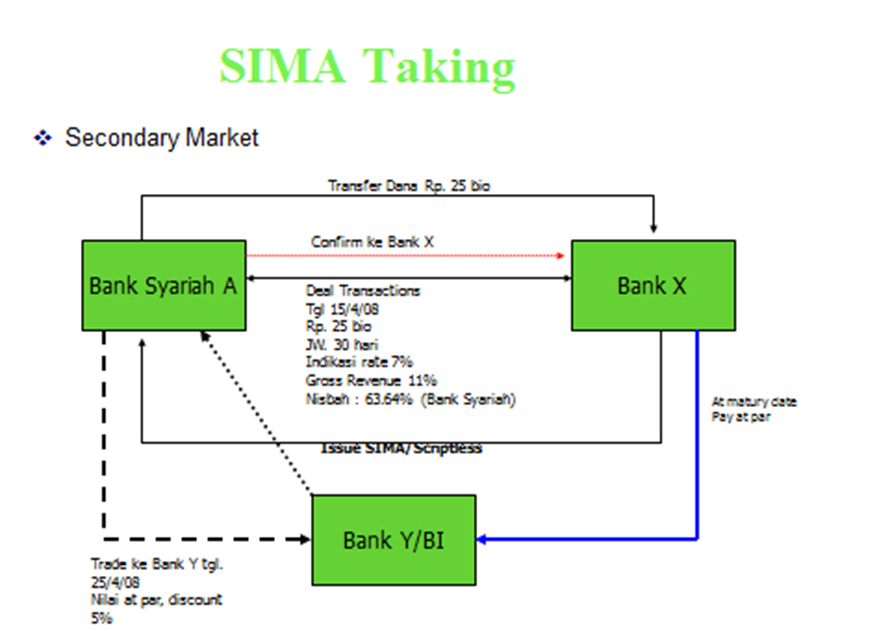 SIMA Taking
Secondary Market
Transfer Dana Rp. 25 bio
Confirm ke Bank X
Bank Syariah A
Bank X
Deal Transactions
Tgl 15/4/08
Rp. 25 bio
JW. 30 hari
Indikasi rate 7%
Gross Revenue 11%
Nisbah : 63.64% (Bank Syariah)
At matury date
Pay at par
Issue SIMA/Scriptless
Bank Y/BI
Trade ke Bank Y tgl.
25/4/08
Nilai at par, discount
5%